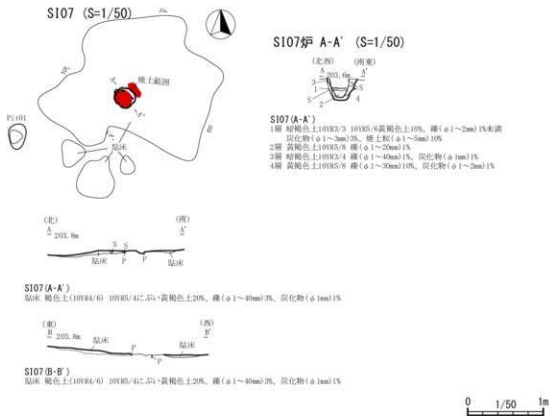 SI07 (S=1/50)
焼土範囲
Pit01
貼床
SI07炉 A-A' (S=1/50)
(北西) (南東)
A 203.6m A'
3
1
S
S
2 4
SI07(A-A')
1層 暗褐色土10YR3/3 10YR5/6黄褐色土10%、礫(φ1~2mm)1%未満
炭化物(φ1~3mm)3%、焼土粒(φ1~5mm)10%
2層 黄褐色土10YR5/8 礫(φ1~20mm)1%
3層 暗褐色土10YR3/4 礫(φ1~40mm)1%、炭化物(φ1mm)1%
4層 黄褐色土10YR5/8 礫(φ1~30mm)10%、炭化物(φ1~2mm)1%
(北) (南)
A 203.8m A'
S S
貼床 P P
SI07(A-A')
貼床 褐色土(10YR4/6) 10YR5/4にぶい黄褐色土20%、礫(φ1~40mm)3%、炭化物(φ1mm)1%
(東) (西)
B 203.8m B'
貼床 P P 貼床
SI07(B-B')
貼床 褐色土(10YR4/6) 10YR5/4にぶい黄褐色土20%、礫(φ1~40mm)3%、炭化物(φ1mm)1%
0 1/50 1m